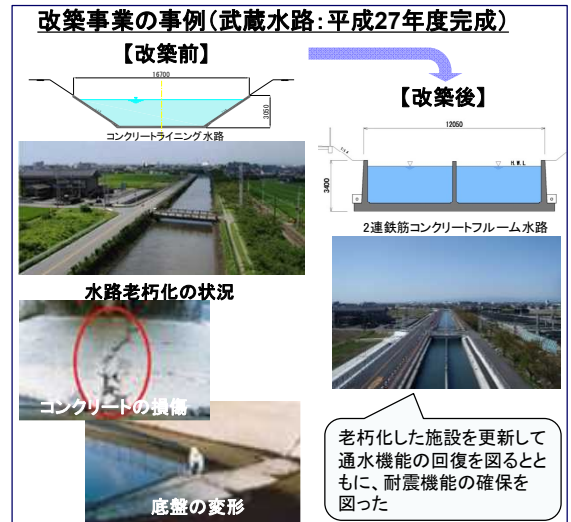 改築事業の事例(武蔵水路:平成27年度完成)
【改築前】
16700
3050
コンクリートライニング水路
水路老朽化の状況
コンクリートの損傷
底盤の変形
【改築後】
12050
H.W.L
3400
2連鉄筋コンクリートフルーム水路
老朽化した施設を更新して
通水機能の回復を図るとと
もに、耐震機能の確保を
図った